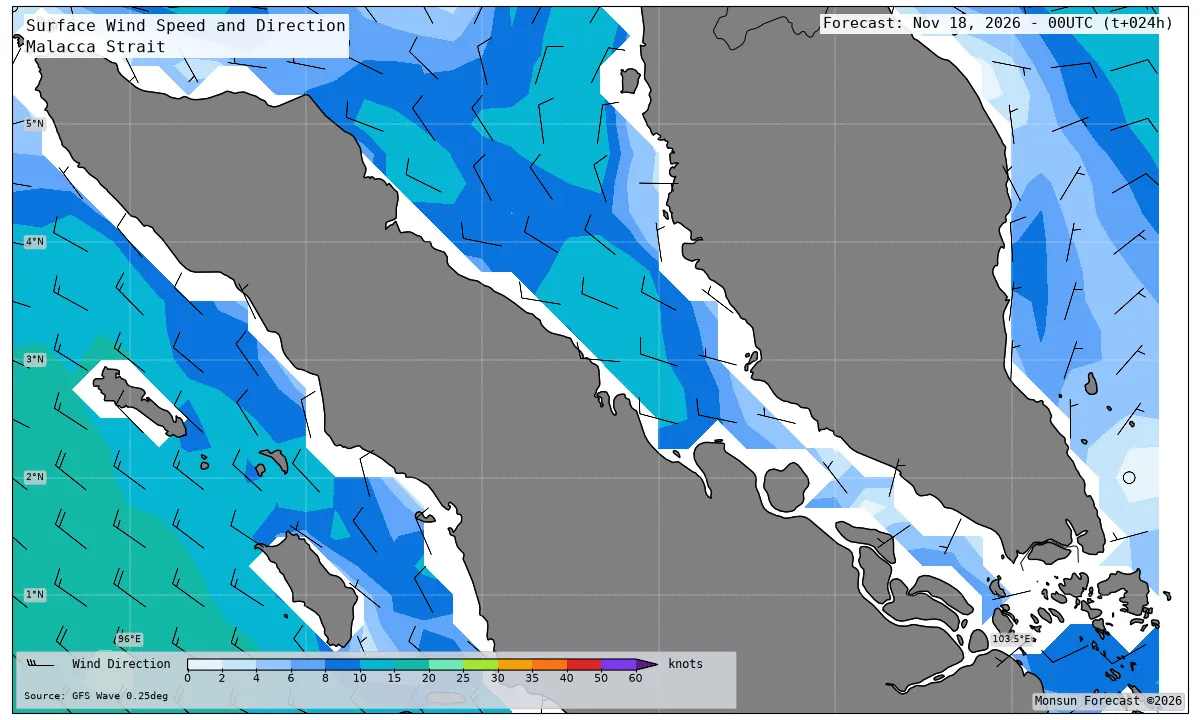 Surface Wind Speed and Direction
Malacca Strait
Forecast: Nov 18, 2026 - 00UTC (t+024h)
5°N
4°N
3°N
2°N
1°N
96°E
103.5°E
Wind Direction
0 2 4 6 8 10 12 15 20 25 30 35 40 50 60
knots
Source: GFS Wave 0.25deg
Monsun Forecast ©2026